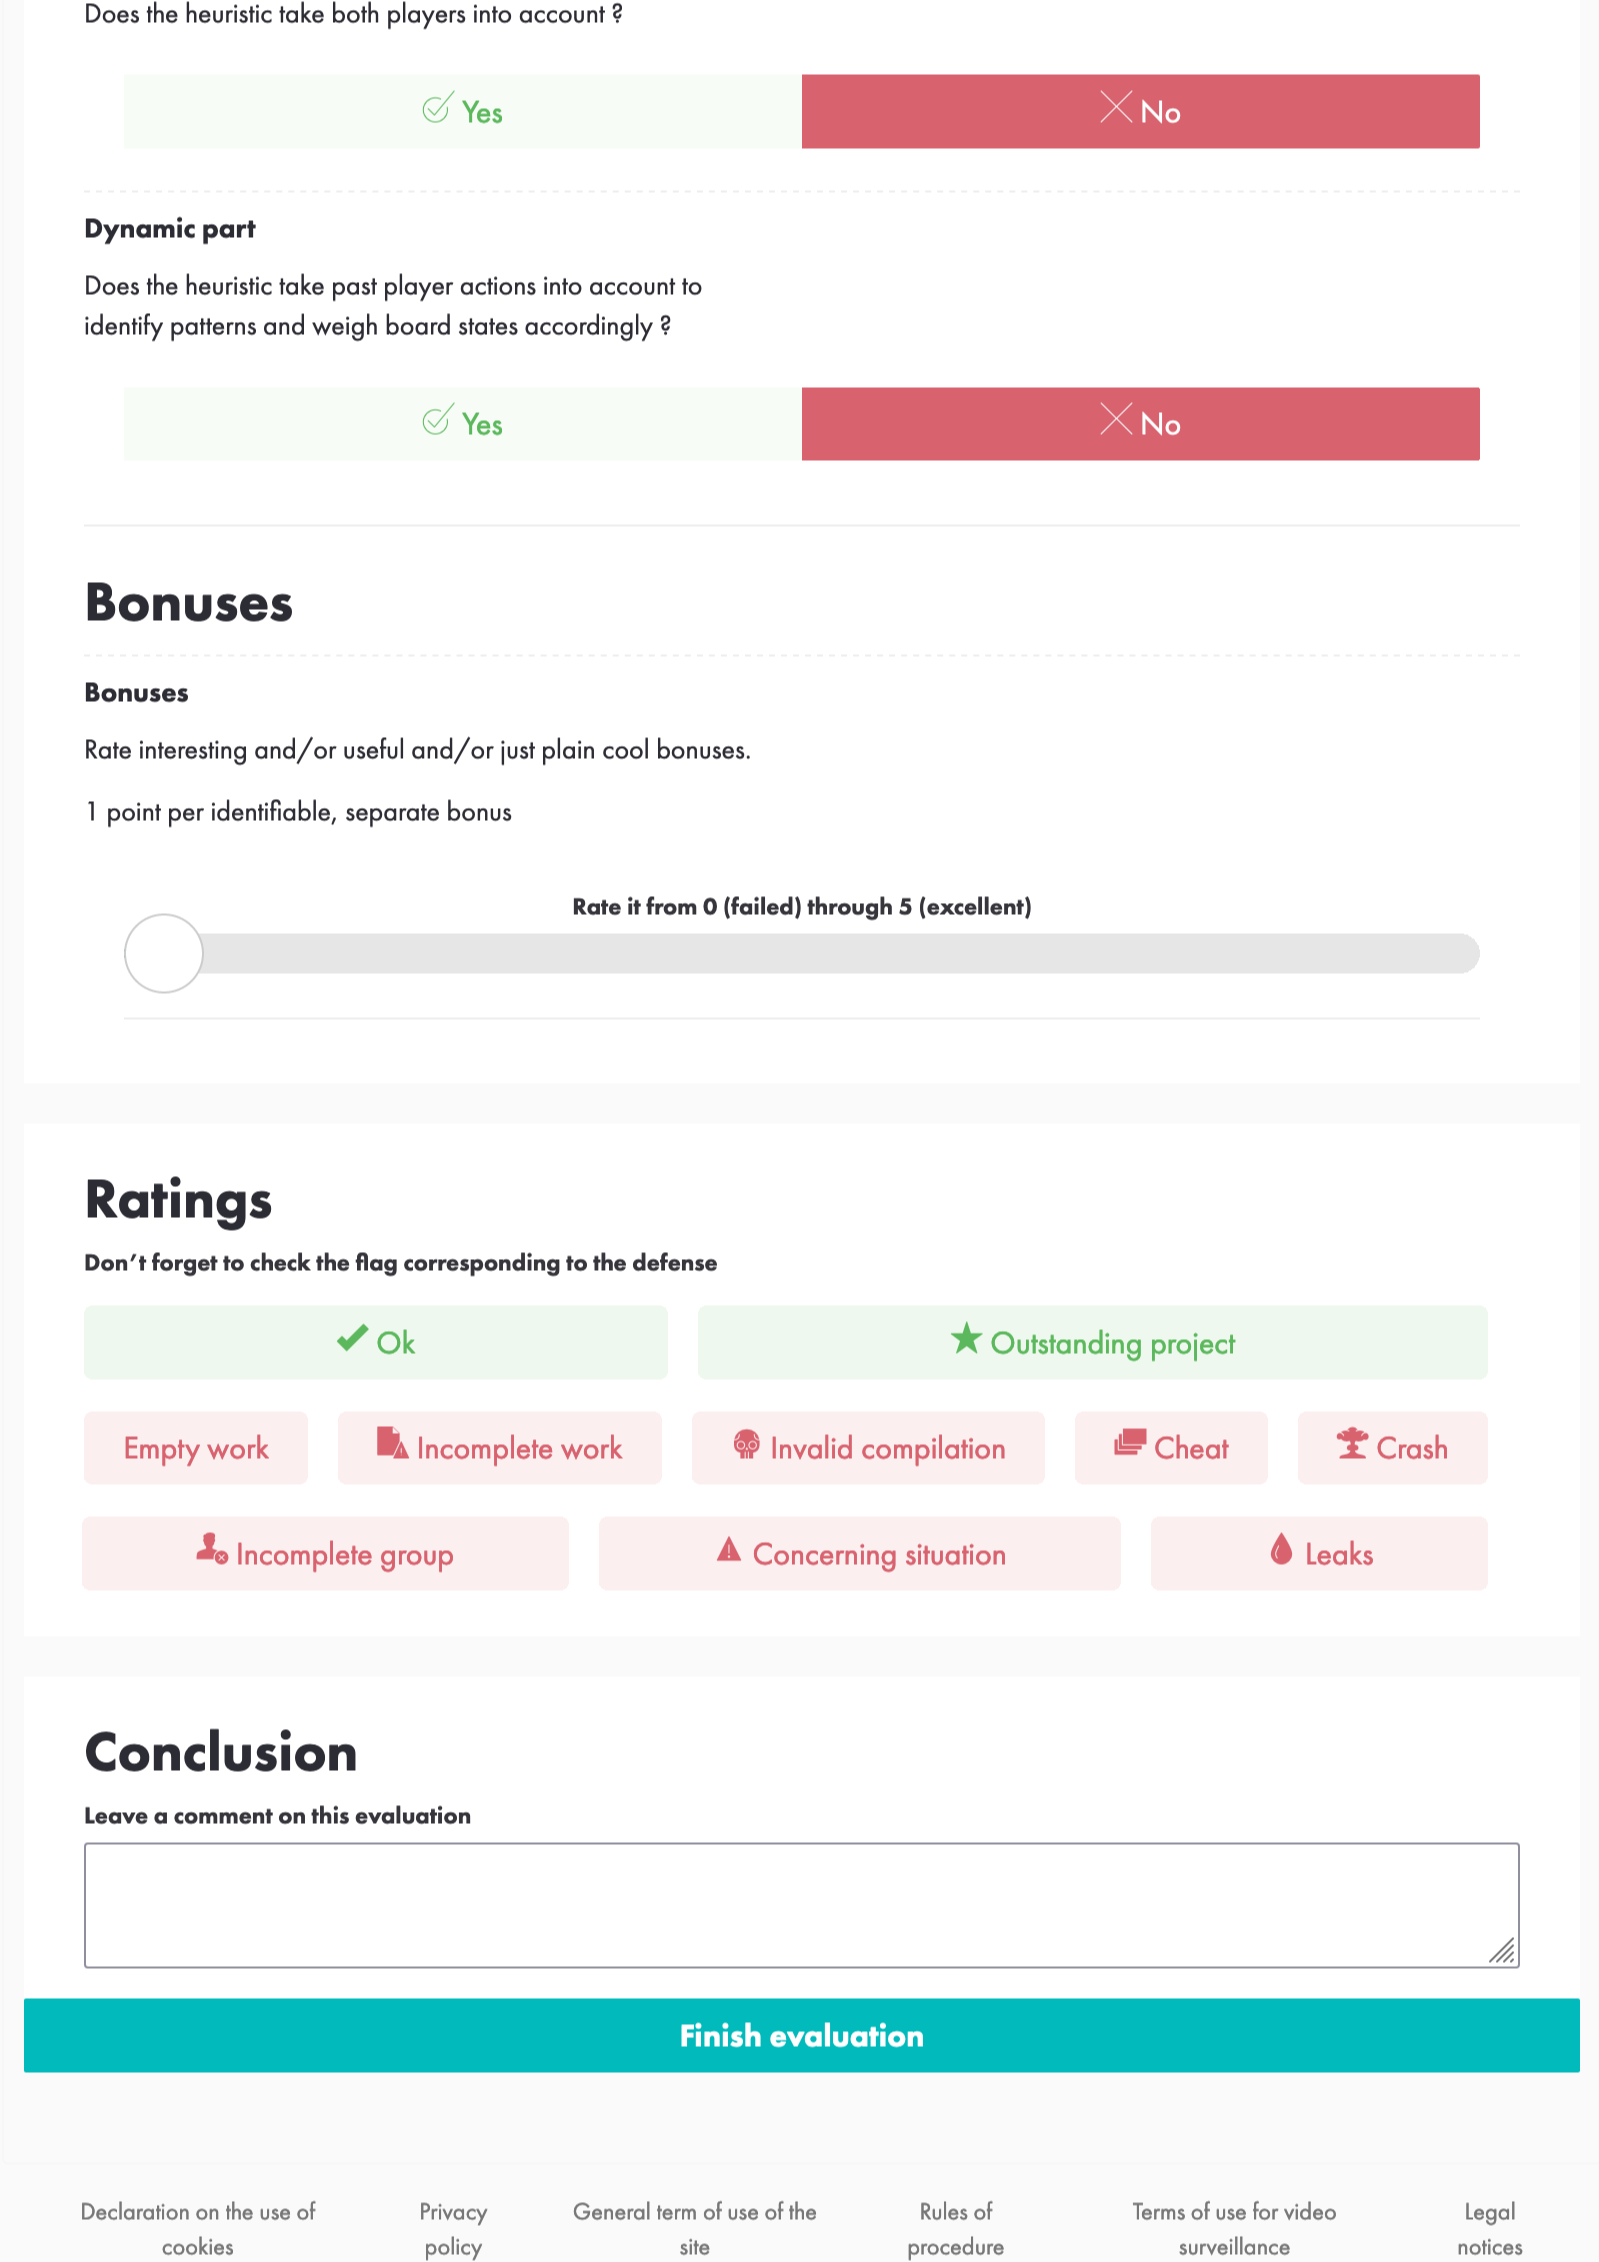 Does the heuristic take both players into account ?
Yes
No
Dynamic part
Does the heuristic take past player actions into account to
identify patterns and weigh board states accordingly ?
Yes
No
Bonuses
Bonuses
Rate interesting and/or useful and/or just plain cool bonuses.
1 point per identifiable, separate bonus
Rate it from 0 (failed) through 5 (excellent)
Ratings
Don't forget to check the flag corresponding to the defense
Ok
Outstanding project
Empty work
Incomplete work
Invalid compilation
Cheat
Crash
Incomplete group
Concerning situation
Leaks
Conclusion
Leave a comment on this evaluation
Finish evaluation
Declaration on the use of
cookies
Privacy
policy
General term of use of the
site
Rules of
procedure
Terms of use for video
surveillance
Legal
notices